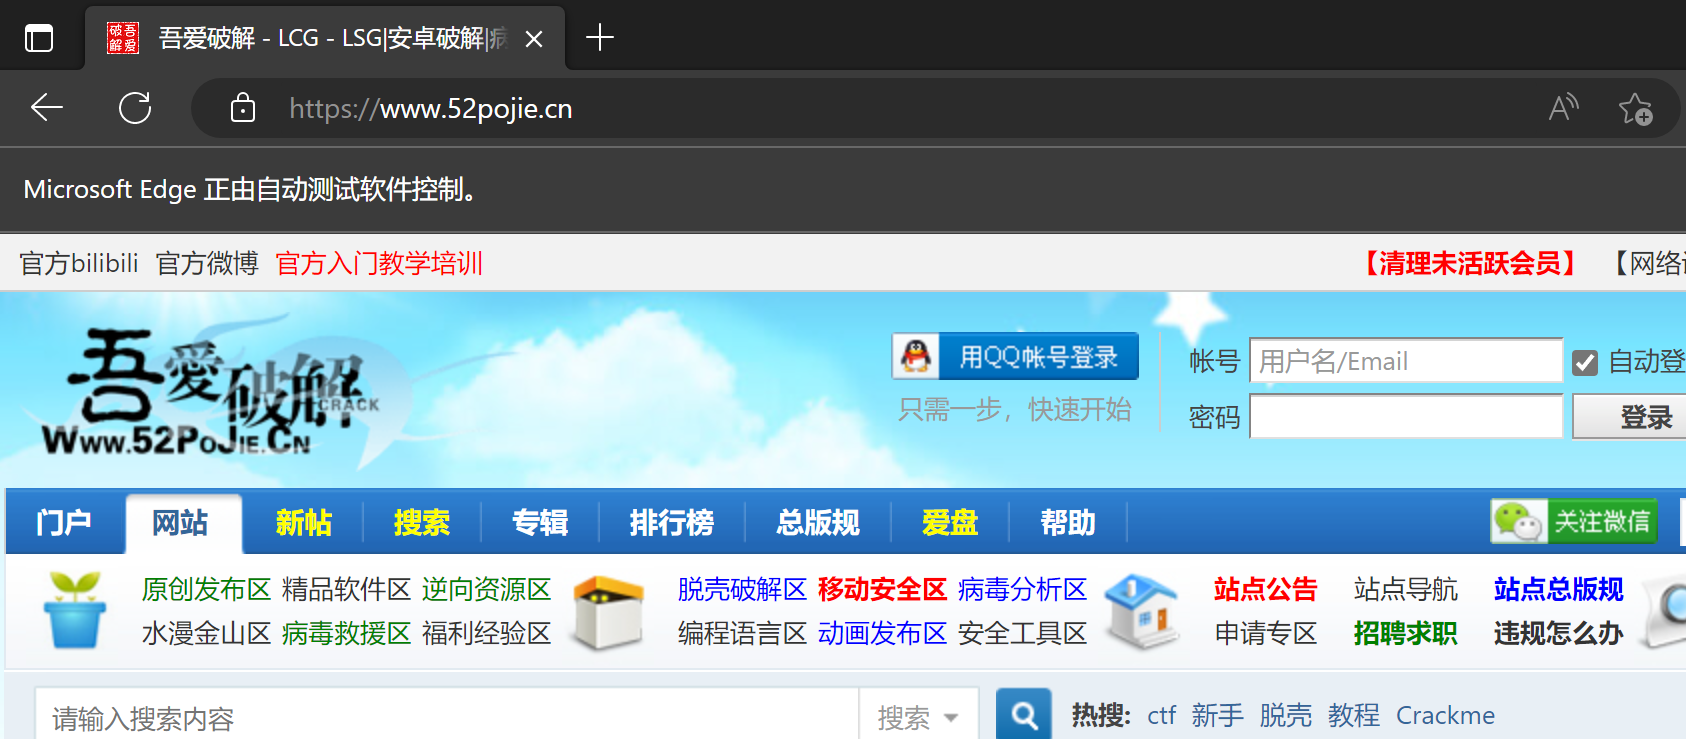 吾爱破解 - LCG - LSG|安卓破解|病
https://www.52pojie.cn
Microsoft Edge 正由自动测试软件控制。
官方bilibili 官方微博 官方入门教学培训 【清理未活跃会员】 【网络
吾愛破解
CRACK
WWW.52POJIE.CN
用QQ帐号登录
只需一步，快速开始
帐号 用户名/Email 自动登
密码 登录
门户 网站 新帖 搜索 专辑 排行榜 总版规 爱盘 帮助 关注微信
原创发布区 精品软件区 逆向资源区 脱壳破解区 移动安全区 病毒分析区 站点公告 站点导航 站点总版规
水漫金山区 病毒救援区 福利经验区 编程语言区 动画发布区 安全工具区 申请专区 招聘求职 违规怎么办
请输入搜索内容 搜索 热搜: ctf 新手 脱壳 教程 Crackme